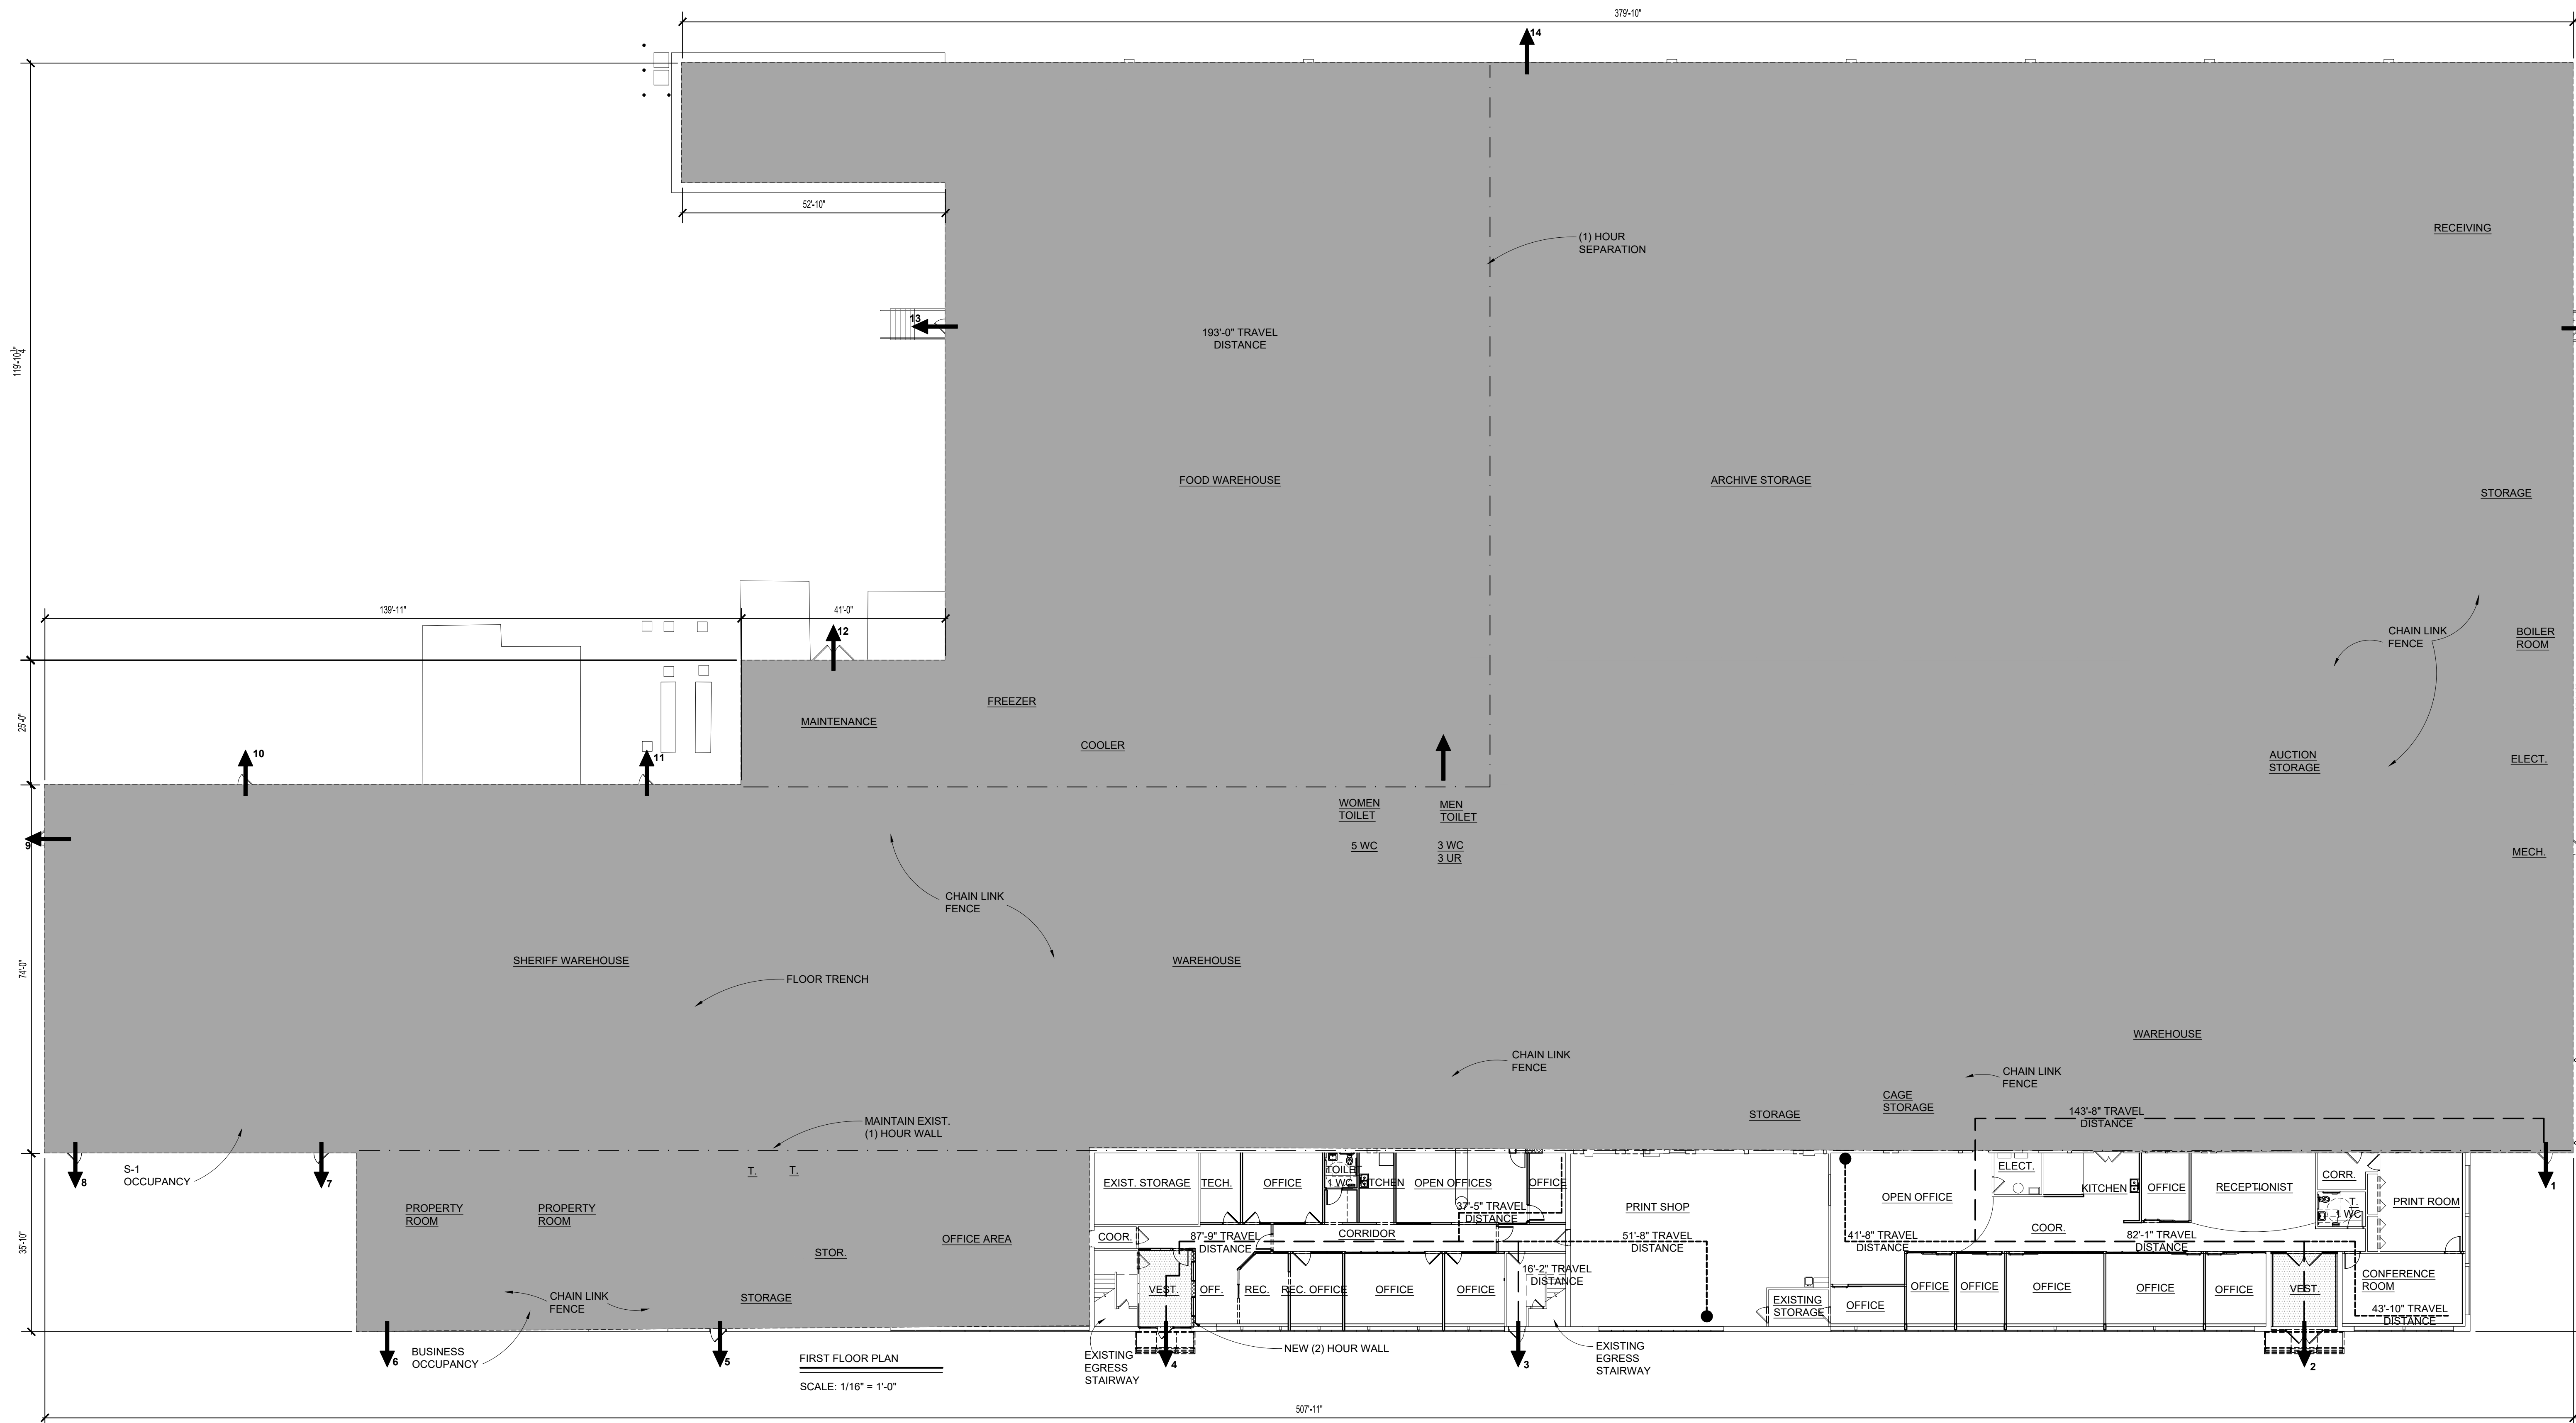 379'-10"
14
52'-10"
(1) HOUR
SEPARATION
RECEIVING
13
193'-0" TRAVEL
DISTANCE
119'-10¼"
FOOD WAREHOUSE
ARCHIVE STORAGE
STORAGE
139'-11"
41'-0"
12
CHAIN LINK
FENCE
BOILER
ROOM
25'-0"
FREEZER
MAINTENANCE
COOLER
10
11
AUCTION
STORAGE
ELECT.
WOMEN
TOILET
MEN
TOILET
5 WC
3 WC
3 UR
9
MECH.
CHAIN LINK
FENCE
74'-0"
SHERIFF WAREHOUSE
WAREHOUSE
FLOOR TRENCH
WAREHOUSE
CHAIN LINK
FENCE
CHAIN LINK
FENCE
CAGE
STORAGE
STORAGE
143'-8" TRAVEL
DISTANCE
MAINTAIN EXIST.
(1) HOUR WALL
S-1
OCCUPANCY
8
7
T.
T.
1
35'-10"
PROPERTY
ROOM
PROPERTY
ROOM
STOR.
OFFICE AREA
EXIST. STORAGE
TECH.
OFFICE
TOILET
1 WC
KITCHEN
OPEN OFFICES
OFFICE
37'-5" TRAVEL
DISTANCE
PRINT SHOP
OPEN OFFICE
ELECT.
KITCHEN
OFFICE
RECEPTIONIST
CORR.
T.
1 WC
PRINT ROOM
COOR.
87'-9" TRAVEL
DISTANCE
CORRIDOR
51'-8" TRAVEL
DISTANCE
41'-8" TRAVEL
DISTANCE
COOR.
82'-1" TRAVEL
DISTANCE
16'-2" TRAVEL
DISTANCE
VEST.
OFF.
REC.
REC. OFFICE
OFFICE
OFFICE
EXISTING
STORAGE
OFFICE
OFFICE
OFFICE
OFFICE
OFFICE
OFFICE
VEST.
CONFERENCE
ROOM
43'-10" TRAVEL
DISTANCE
CHAIN LINK
FENCE
STORAGE
BUSINESS
OCCUPANCY
6
5
4
3
2
EXISTING
EGRESS
STAIRWAY
NEW (2) HOUR WALL
EXISTING
EGRESS
STAIRWAY
FIRST FLOOR PLAN
SCALE: 1/16" = 1'-0"
507'-11"